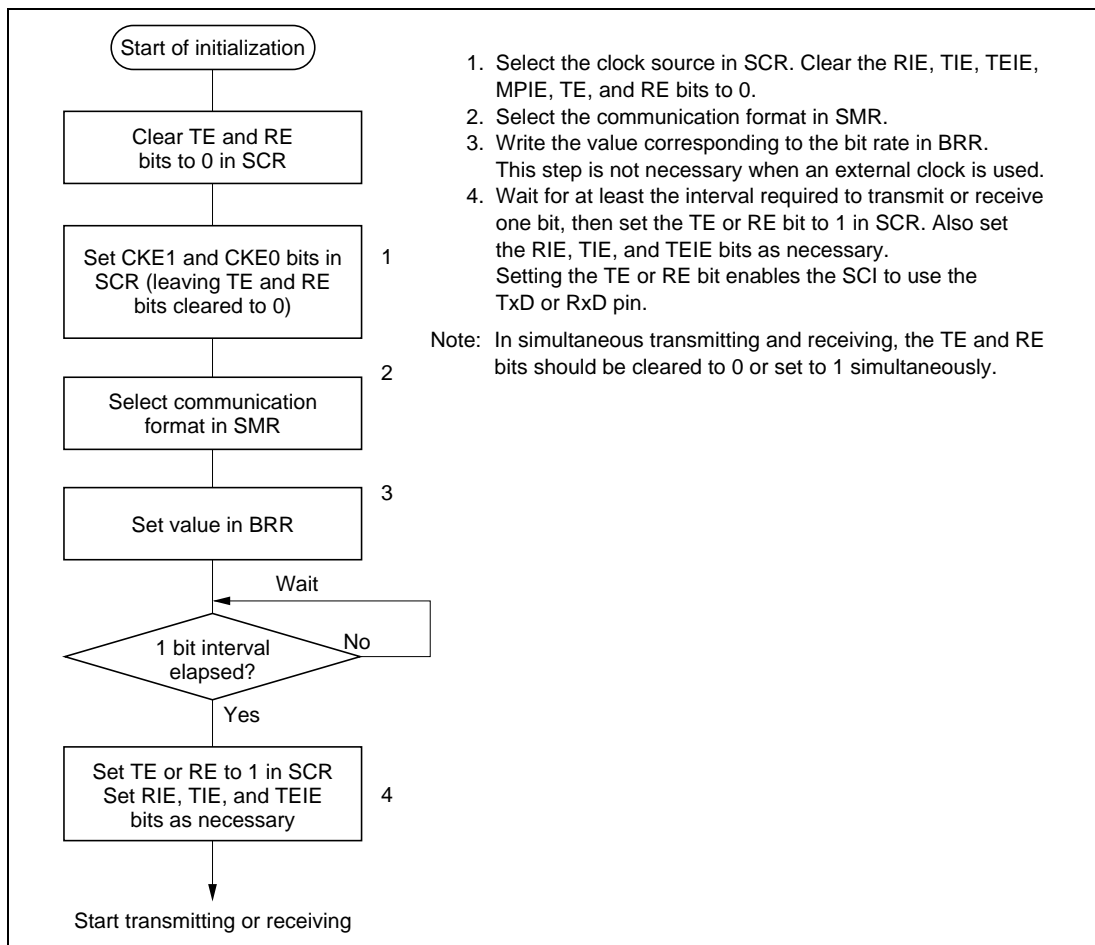 Start of initialization
Clear TE and RE
bits to 0 in SCR
Set CKE1 and CKE0 bits in
SCR (leaving TE and RE
bits cleared to 0)
1
Select communication
format in SMR
2
Set value in BRR
3
Wait
1 bit interval
elapsed?
No
Yes
Set TE or RE to 1 in SCR
Set RIE, TIE, and TEIE
bits as necessary
4
Start transmitting or receiving
1. Select the clock source in SCR. Clear the RIE, TIE, TEIE,
MPIE, TE, and RE bits to 0.
2. Select the communication format in SMR.
3. Write the value corresponding to the bit rate in BRR.
This step is not necessary when an external clock is used.
4. Wait for at least the interval required to transmit or receive
one bit, then set the TE or RE bit to 1 in SCR. Also set
the RIE, TIE, and TEIE bits as necessary.
Setting the TE or RE bit enables the SCI to use the
TxD or RxD pin.
Note: In simultaneous transmitting and receiving, the TE and RE
bits should be cleared to 0 or set to 1 simultaneously.